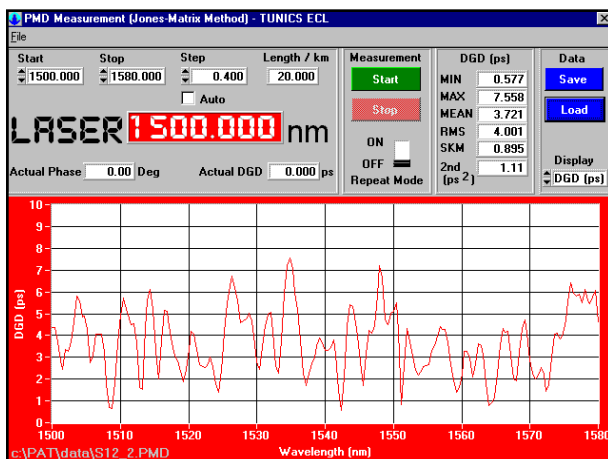 PMD Measurement (Jones-Matrix Method) - TUNICS ECL
File
Start Stop Step Length / km
1500.000 1580.000 0.400 20.000
Auto
LASER 1500.000 nm
Actual Phase 0.00 Deg Actual DGD 0.000 ps
Measurement
Start
Stop
ON
OFF
Repeat Mode
DGD (ps)
MIN 0.577
MAX 7.558
MEAN 3.721
RMS 4.001
SKM 0.895
2nd (ps 2) 1.11
Data
Save
Load
Display
DGD (ps)
DGD (ps)
10
9
8
7
6
5
4
3
2
1
0
1500 1510 1520 1530 1540 1550 1560 1570 1580
Wavelength (nm)
c:\PAT\data\S12_2.PMD